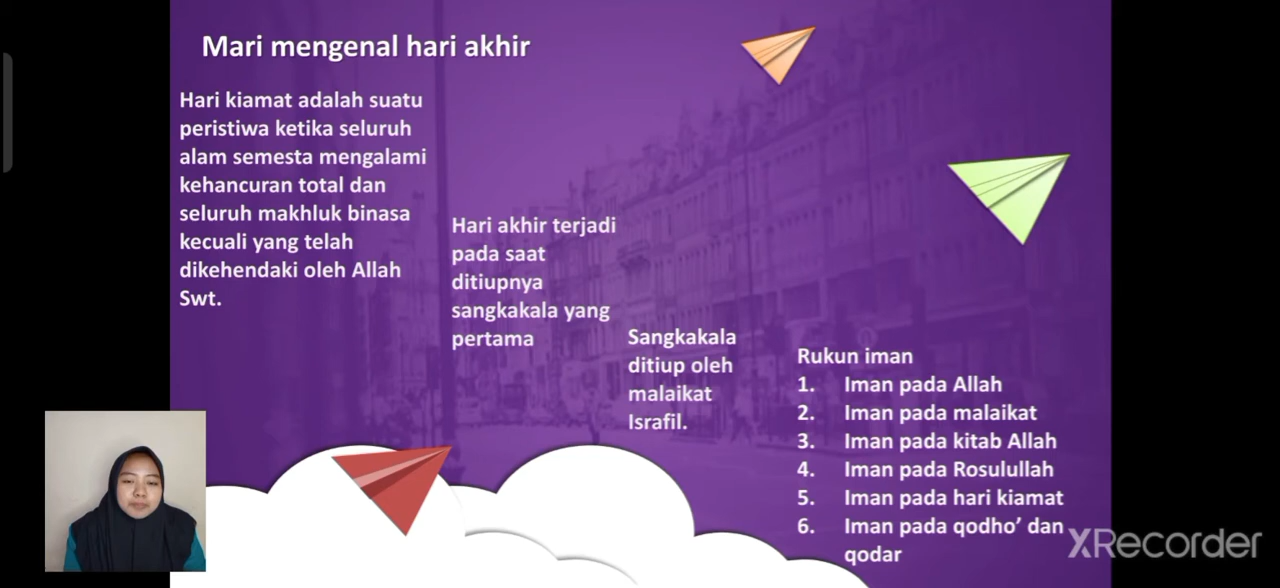 Mari mengenal hari akhir
Hari kiamat adalah suatu
peristiwa ketika seluruh
alam semesta mengalami
kehancuran total dan
seluruh makhluk binasa
kecuali yang telah
dikehendaki oleh Allah
Swt.
Hari akhir terjadi
pada saat
ditiupnya
sangkakala yang
pertama
Sangkakala
ditiup oleh
malaikat
Israfil.
Rukun iman
1. Iman pada Allah
2. Iman pada malaikat
3. Iman pada kitab Allah
4. Iman pada Rosulullah
5. Iman pada hari kiamat
6. Iman pada qodho’ dan
qodar
XRecorder